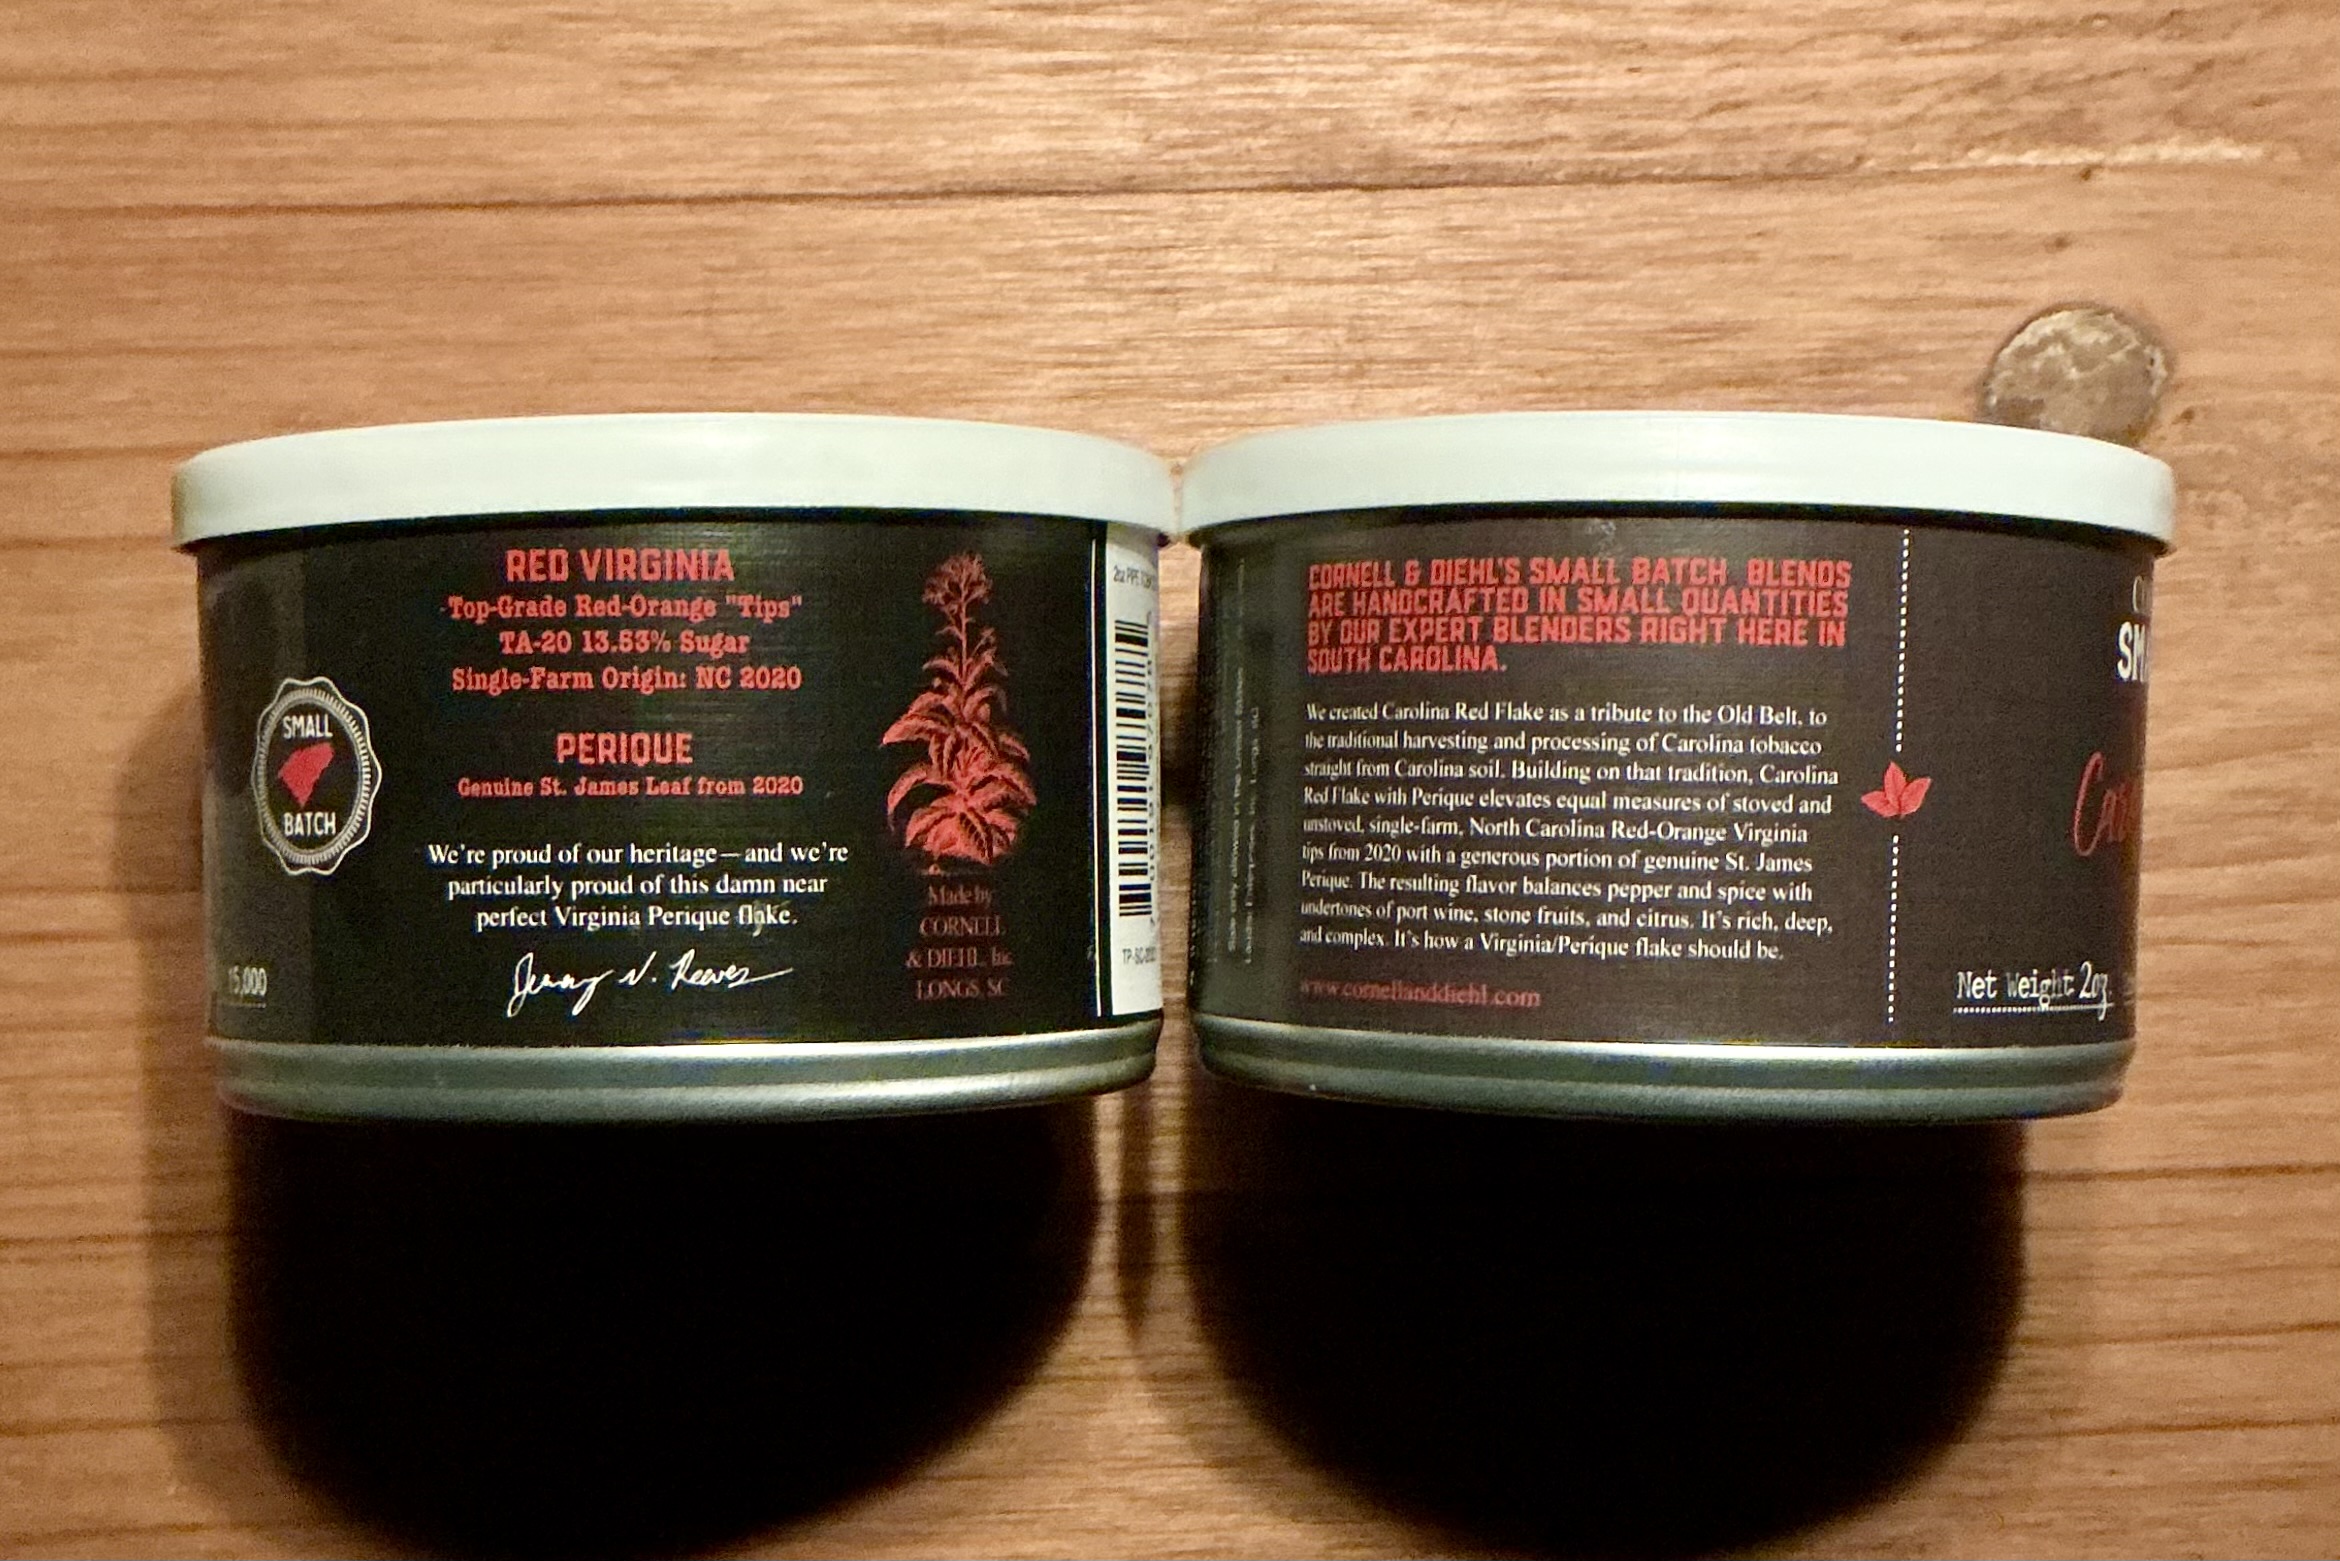 RED VIRGINIA
Top-Grade Red-Orange "Tips"
TA-20 13.53% Sugar
Single-Farm Origin: NC 2020
PERIQUE
Genuine St. James Leaf from 2020
We're proud of our heritage—and we're
particularly proud of this damn near
perfect Virginia Perique flake.
Jeremy N. Reeves
SMALL
BATCH
15,000
Made by
CORNELL
& DIEHL, Inc
LONGS, SC
2oz PIPE
CORNELL & DIEHL'S SMALL BATCH BLENDS
ARE HANDCRAFTED IN SMALL QUANTITIES
BY OUR EXPERT BLENDERS RIGHT HERE IN
SOUTH CAROLINA.
We created Carolina Red Flake as a tribute to the Old Belt, to
the traditional harvesting and processing of Carolina tobacco
straight from Carolina soil. Building on that tradition, Carolina
Red Flake with Perique elevates equal measures of stoved and
unstoved, single-farm, North Carolina Red-Orange Virginia
tips from 2020 with a generous portion of genuine St. James
Perique. The resulting flavor balances pepper and spice with
undertones of port wine, stone fruits, and citrus. It's rich, deep,
and complex. It's how a Virginia/Perique flake should be.
www.cornellanddiehl.com
SM
Ca
Net Weight 2oz.